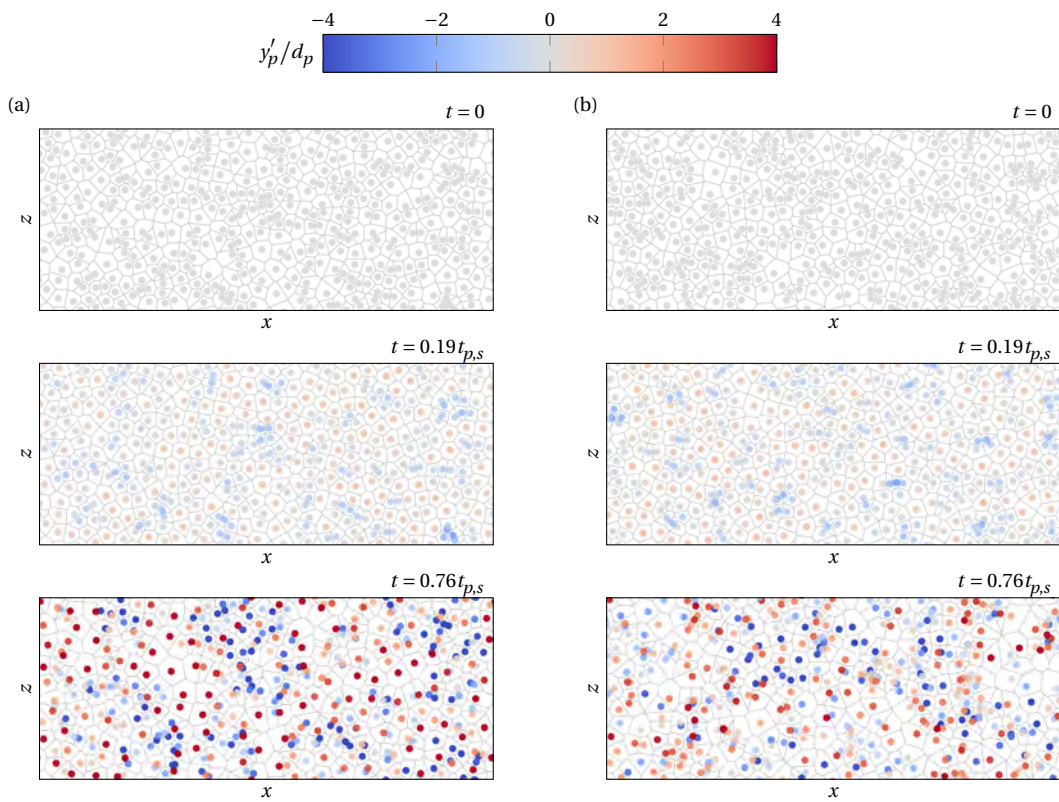 −4 −2 0 2 4
y′p/dp
(a) (b)
t = 0 t = 0
z z
x x
t = 0.19tp,s t = 0.19tp,s
z z
x x
t = 0.76tp,s t = 0.76tp,s
z z
x x